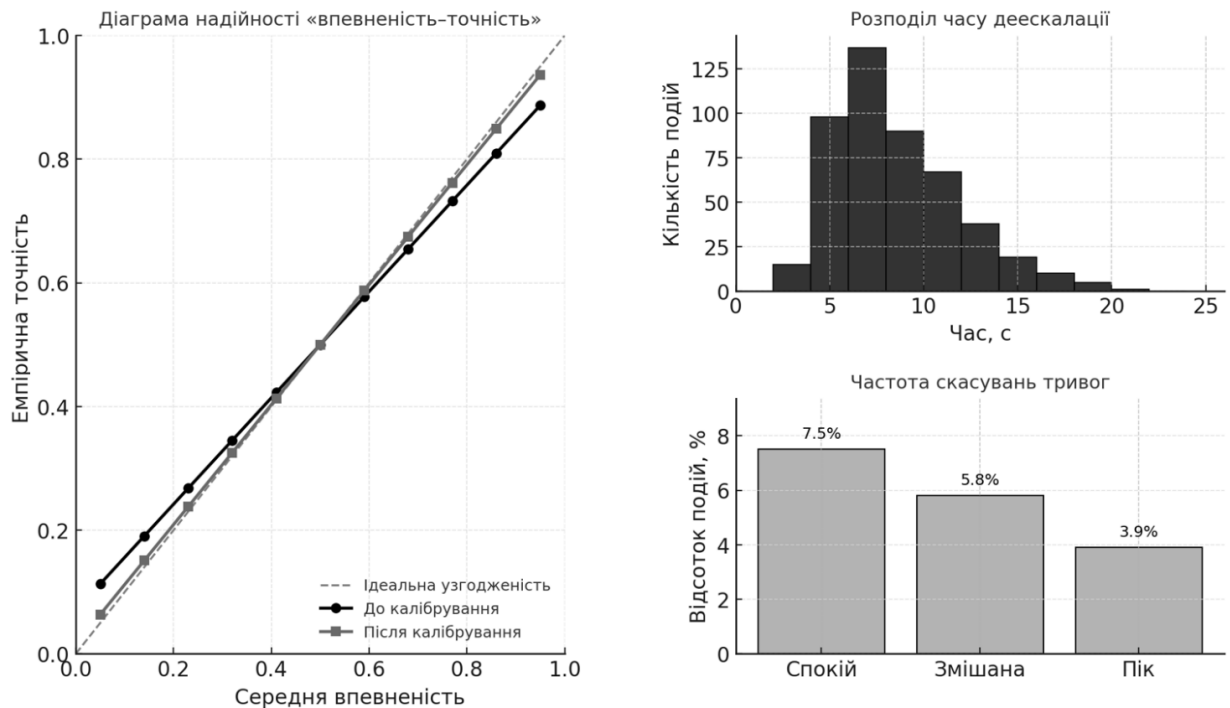 Діаграма надійності «впевненість–точність»
1.0
0.8
0.6
0.4
0.2
0.0
Емпірична точність
0.0 0.2 0.4 0.6 0.8 1.0
Середня впевненість
Ідеальна узгодженість
До калібрування
Після калібрування
Розподіл часу деескалації
125
100
75
50
25
0
Кількість подій
0 5 10 15 20 25
Час, с
Частота скасувань тривог
8
6
4
2
0
Відсоток подій, %
7.5%
5.8%
3.9%
Спокій Змішана Пік